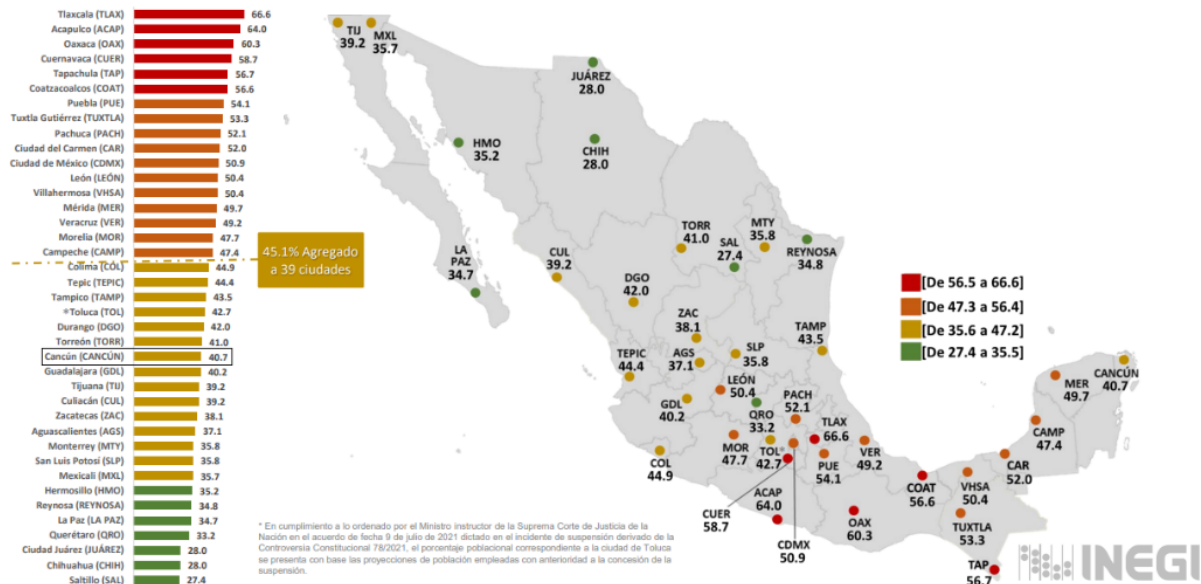 Tlaxcala (TLAX) 66.6
Acapulco (ACAP) 64.0
Oaxaca (OAX) 60.3
Cuernavaca (CUER) 58.7
Tapachula (TAP) 56.7
Coatzacoalcos (COAT) 56.6
Puebla (PUE) 54.1
Tuxtla Gutiérrez (TUXTLA) 53.3
Pachuca (PACH) 52.1
Ciudad del Carmen (CAR) 52.0
Ciudad de México (CDMX) 50.9
León (LEÓN) 50.4
Villahermosa (VHSA) 50.4
Mérida (MER) 49.7
Veracruz (VER) 49.2
Morelia (MOR) 47.7
Campeche (CAMP) 47.4
Colima (COL) 44.9
Tepic (TEPIC) 44.4
Tampico (TAMP) 43.5
*Toluca (TOL) 42.7
Durango (DGO) 42.0
Torreón (TORR) 41.0
Cancún (CANCÚN) 40.7
Guadalajara (GDL) 40.2
Tijuana (TIJ) 39.2
Culiacán (CUL) 39.2
Zacatecas (ZAC) 38.1
Aguascalientes (AGS) 37.1
Monterrey (MTY) 35.8
San Luis Potosí (SLP) 35.8
Mexicali (MXL) 35.7
Hermosillo (HMO) 35.2
Reynosa (REYNOSA) 34.8
La Paz (LA PAZ) 34.7
Querétaro (QRO) 33.2
Ciudad Juárez (JUÁREZ) 28.0
Chihuahua (CHIH) 28.0
Saltillo (SAL) 27.4
45.1% Agregado
a 39 ciudades
TIJ
39.2
MXL
35.7
JUÁREZ
28.0
HMO
35.2
CHIH
28.0
LA
PAZ
34.7
CUL
39.2
TORR
41.0
SAL
27.4
MTY
35.8
REYNOSA
34.8
DGO
42.0
ZAC
38.1
TAMP
43.5
TEPIC
44.4
AGS
37.1
SLP
35.8
LEÓN
50.4
GDL
40.2
QRO
33.2
PACH
52.1
TLAX
66.6
COL
44.9
MOR
47.7
TOL*
42.7
PUE
54.1
VER
49.2
CUER
58.7
ACAP
64.0
CDMX
50.9
OAX
60.3
COAT
56.6
VHSA
50.4
TUXTLA
53.3
TAP
56.7
CAR
52.0
CAMP
47.4
MER
49.7
CANCÚN
40.7
[De 56.5 a 66.6]
[De 47.3 a 56.4]
[De 35.6 a 47.2]
[De 27.4 a 35.5]
* En cumplimiento a lo ordenado por el Ministro instructor de la Suprema Corte de Justicia de la
Nación en el acuerdo de fecha 9 de julio de 2021 dictado en el incidente de suspensión derivado de la
Controversia Constitucional 78/2021, el porcentaje poblacional correspondiente a la ciudad de Toluca
se presenta con base las proyecciones de población empleadas con anterioridad a la concesión de la
suspensión.
INEGI